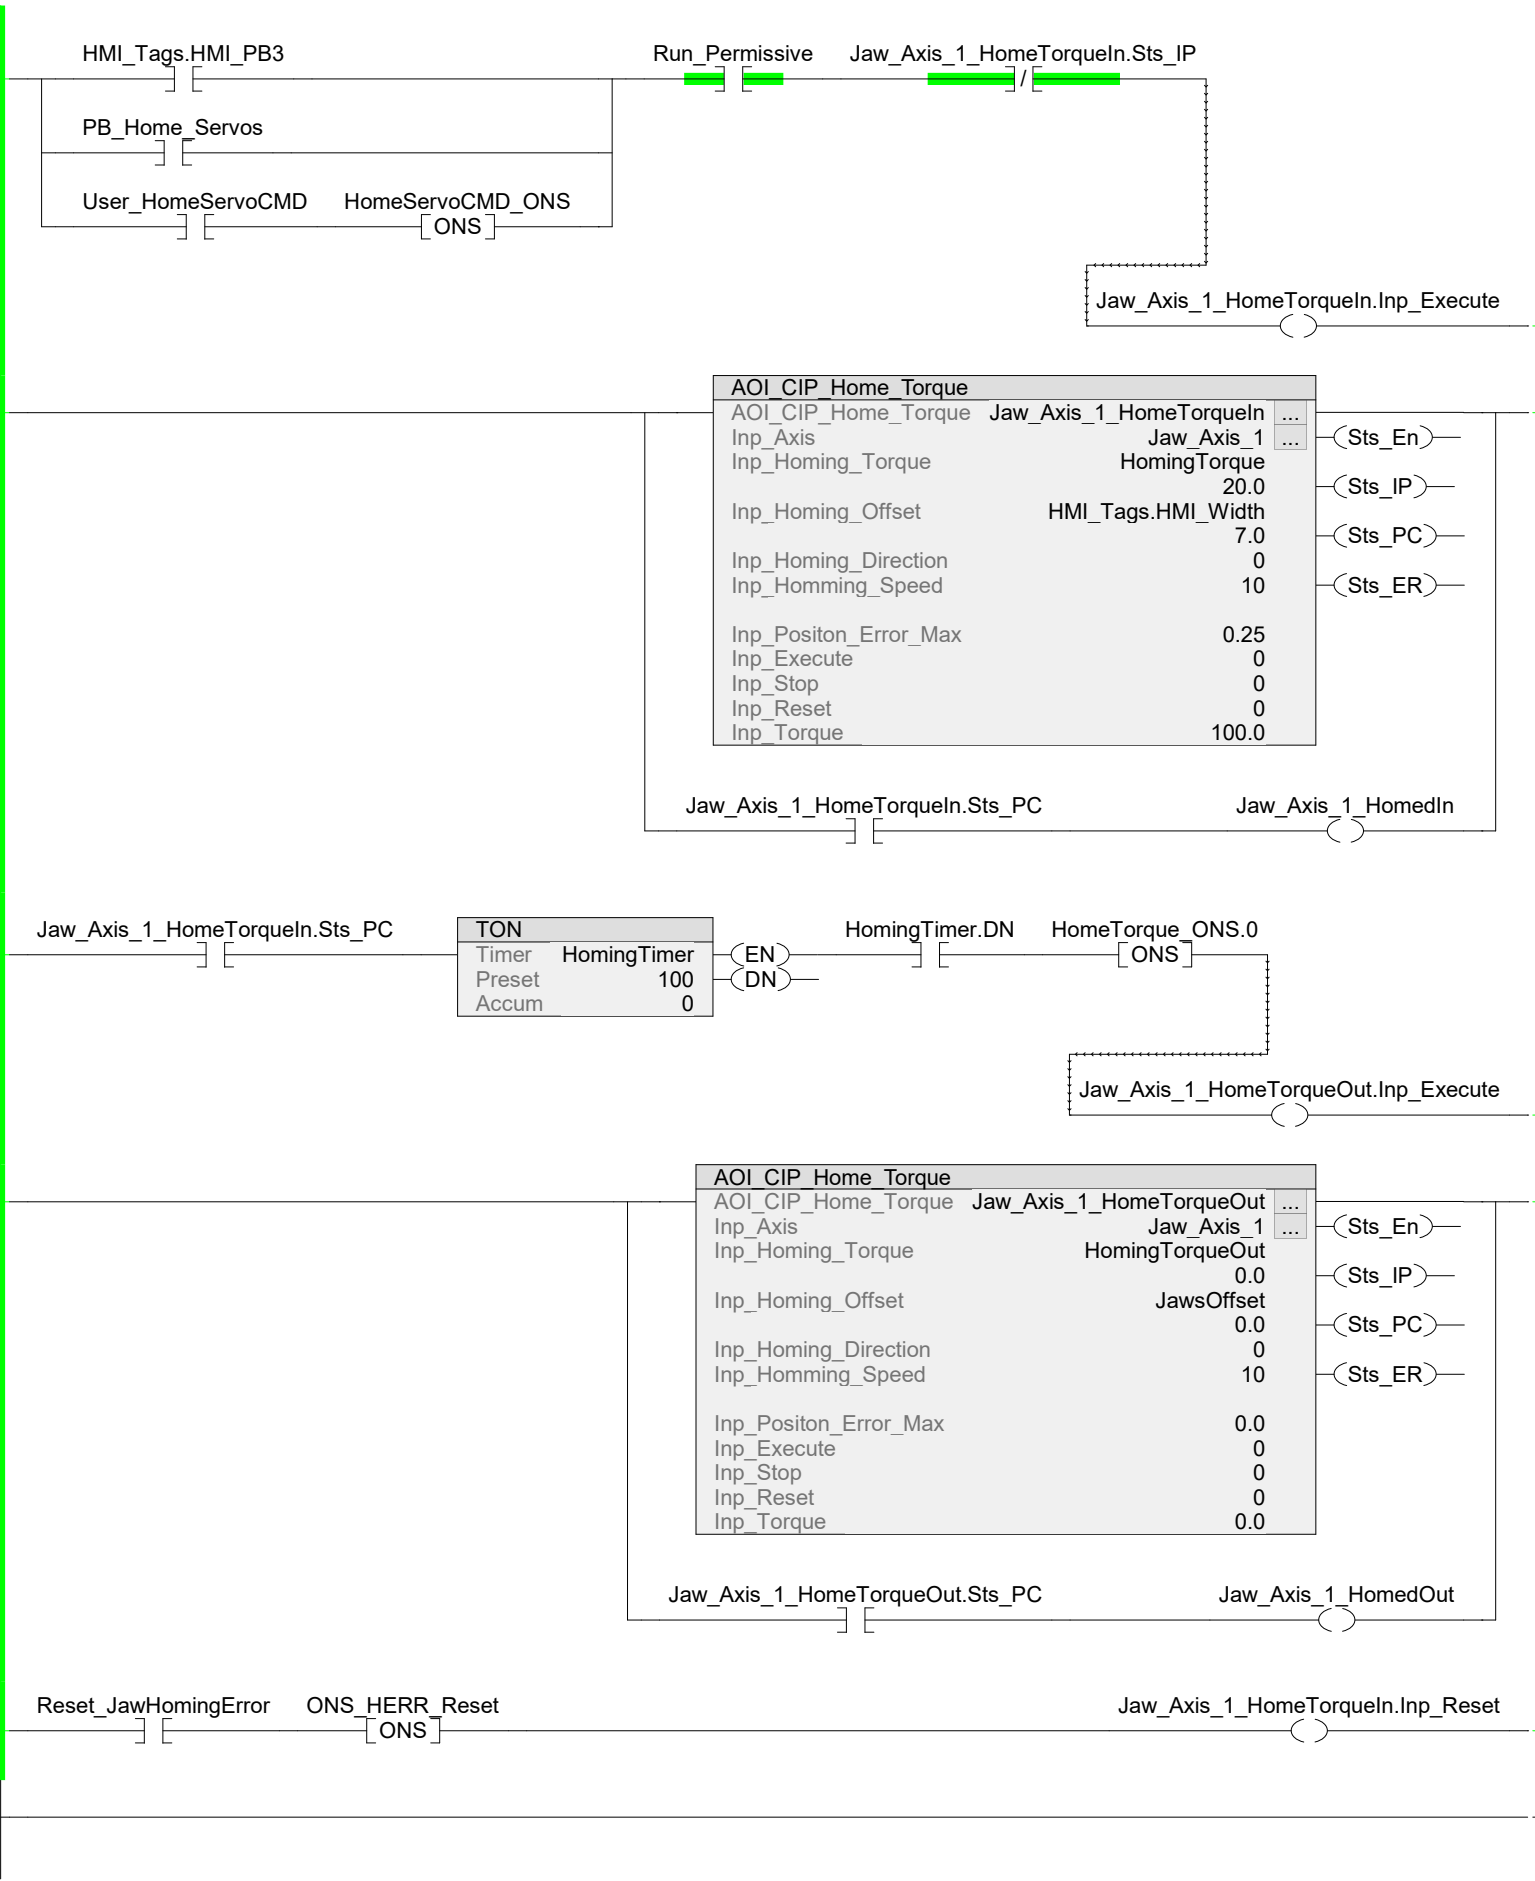 HMI_Tags.HMI_PB3 Run_Permissive Jaw_Axis_1_HomeTorqueIn.Sts_IP
/
PB_Home_Servos
User_HomeServoCMD HomeServoCMD_ONS
ONS
Jaw_Axis_1_HomeTorqueIn.Inp_Execute
AOI_CIP_Home_Torque
AOI_CIP_Home_Torque Jaw_Axis_1_HomeTorqueIn ...
Inp_Axis Jaw_Axis_1 ... Sts_En
Inp_Homing_Torque HomingTorque
20.0 Sts_IP
Inp_Homing_Offset HMI_Tags.HMI_Width
7.0 Sts_PC
Inp_Homing_Direction 0
Inp_Homming_Speed 10 Sts_ER
Inp_Positon_Error_Max 0.25
Inp_Execute 0
Inp_Stop 0
Inp_Reset 0
Inp_Torque 100.0
Jaw_Axis_1_HomeTorqueIn.Sts_PC Jaw_Axis_1_HomedIn
Jaw_Axis_1_HomeTorqueIn.Sts_PC TON HomingTimer.DN HomeTorque_ONS.0
Timer HomingTimer EN ONS
Preset 100 DN
Accum 0
Jaw_Axis_1_HomeTorqueOut.Inp_Execute
AOI_CIP_Home_Torque
AOI_CIP_Home_Torque Jaw_Axis_1_HomeTorqueOut ...
Inp_Axis Jaw_Axis_1 ... Sts_En
Inp_Homing_Torque HomingTorqueOut
0.0 Sts_IP
Inp_Homing_Offset JawsOffset
0.0 Sts_PC
Inp_Homing_Direction 0
Inp_Homming_Speed 10 Sts_ER
Inp_Positon_Error_Max 0.0
Inp_Execute 0
Inp_Stop 0
Inp_Reset 0
Inp_Torque 0.0
Jaw_Axis_1_HomeTorqueOut.Sts_PC Jaw_Axis_1_HomedOut
Reset_JawHomingError ONS_HERR_Reset Jaw_Axis_1_HomeTorqueIn.Inp_Reset
ONS